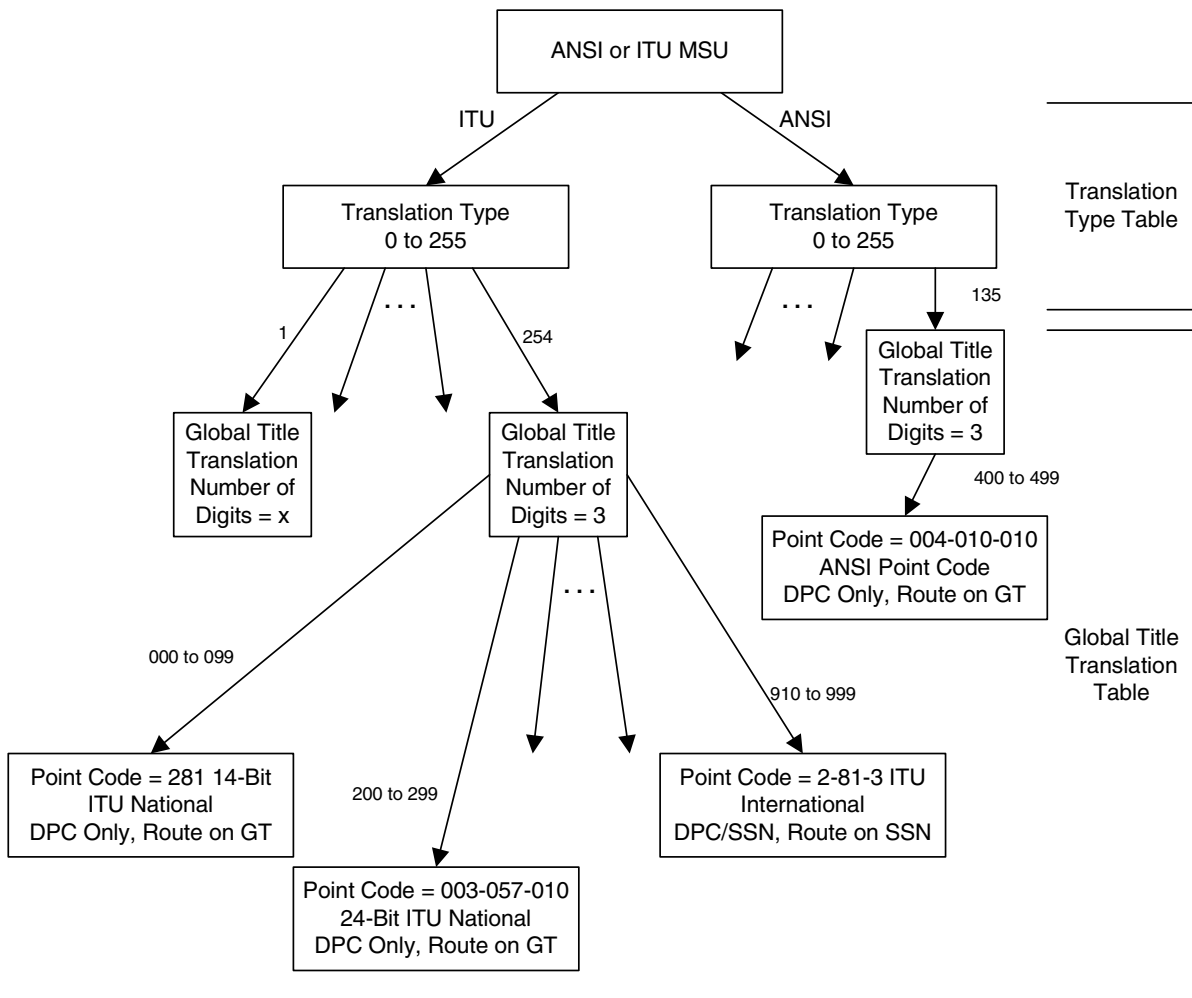 ANSI or ITU MSU
ITU
ANSI
Translation Type
0 to 255
Translation Type
0 to 255
Translation
Type Table
. . .
. . .
1
254
135
Global Title
Translation
Number of
Digits = x
Global Title
Translation
Number of
Digits = 3
Global Title
Translation
Number of
Digits = 3
400 to 499
Point Code = 004-010-010
ANSI Point Code
DPC Only, Route on GT
. . .
Global Title
Translation
Table
000 to 099
200 to 299
910 to 999
Point Code = 281 14-Bit
ITU National
DPC Only, Route on GT
Point Code = 003-057-010
24-Bit ITU National
DPC Only, Route on GT
Point Code = 2-81-3 ITU
International
DPC/SSN, Route on SSN